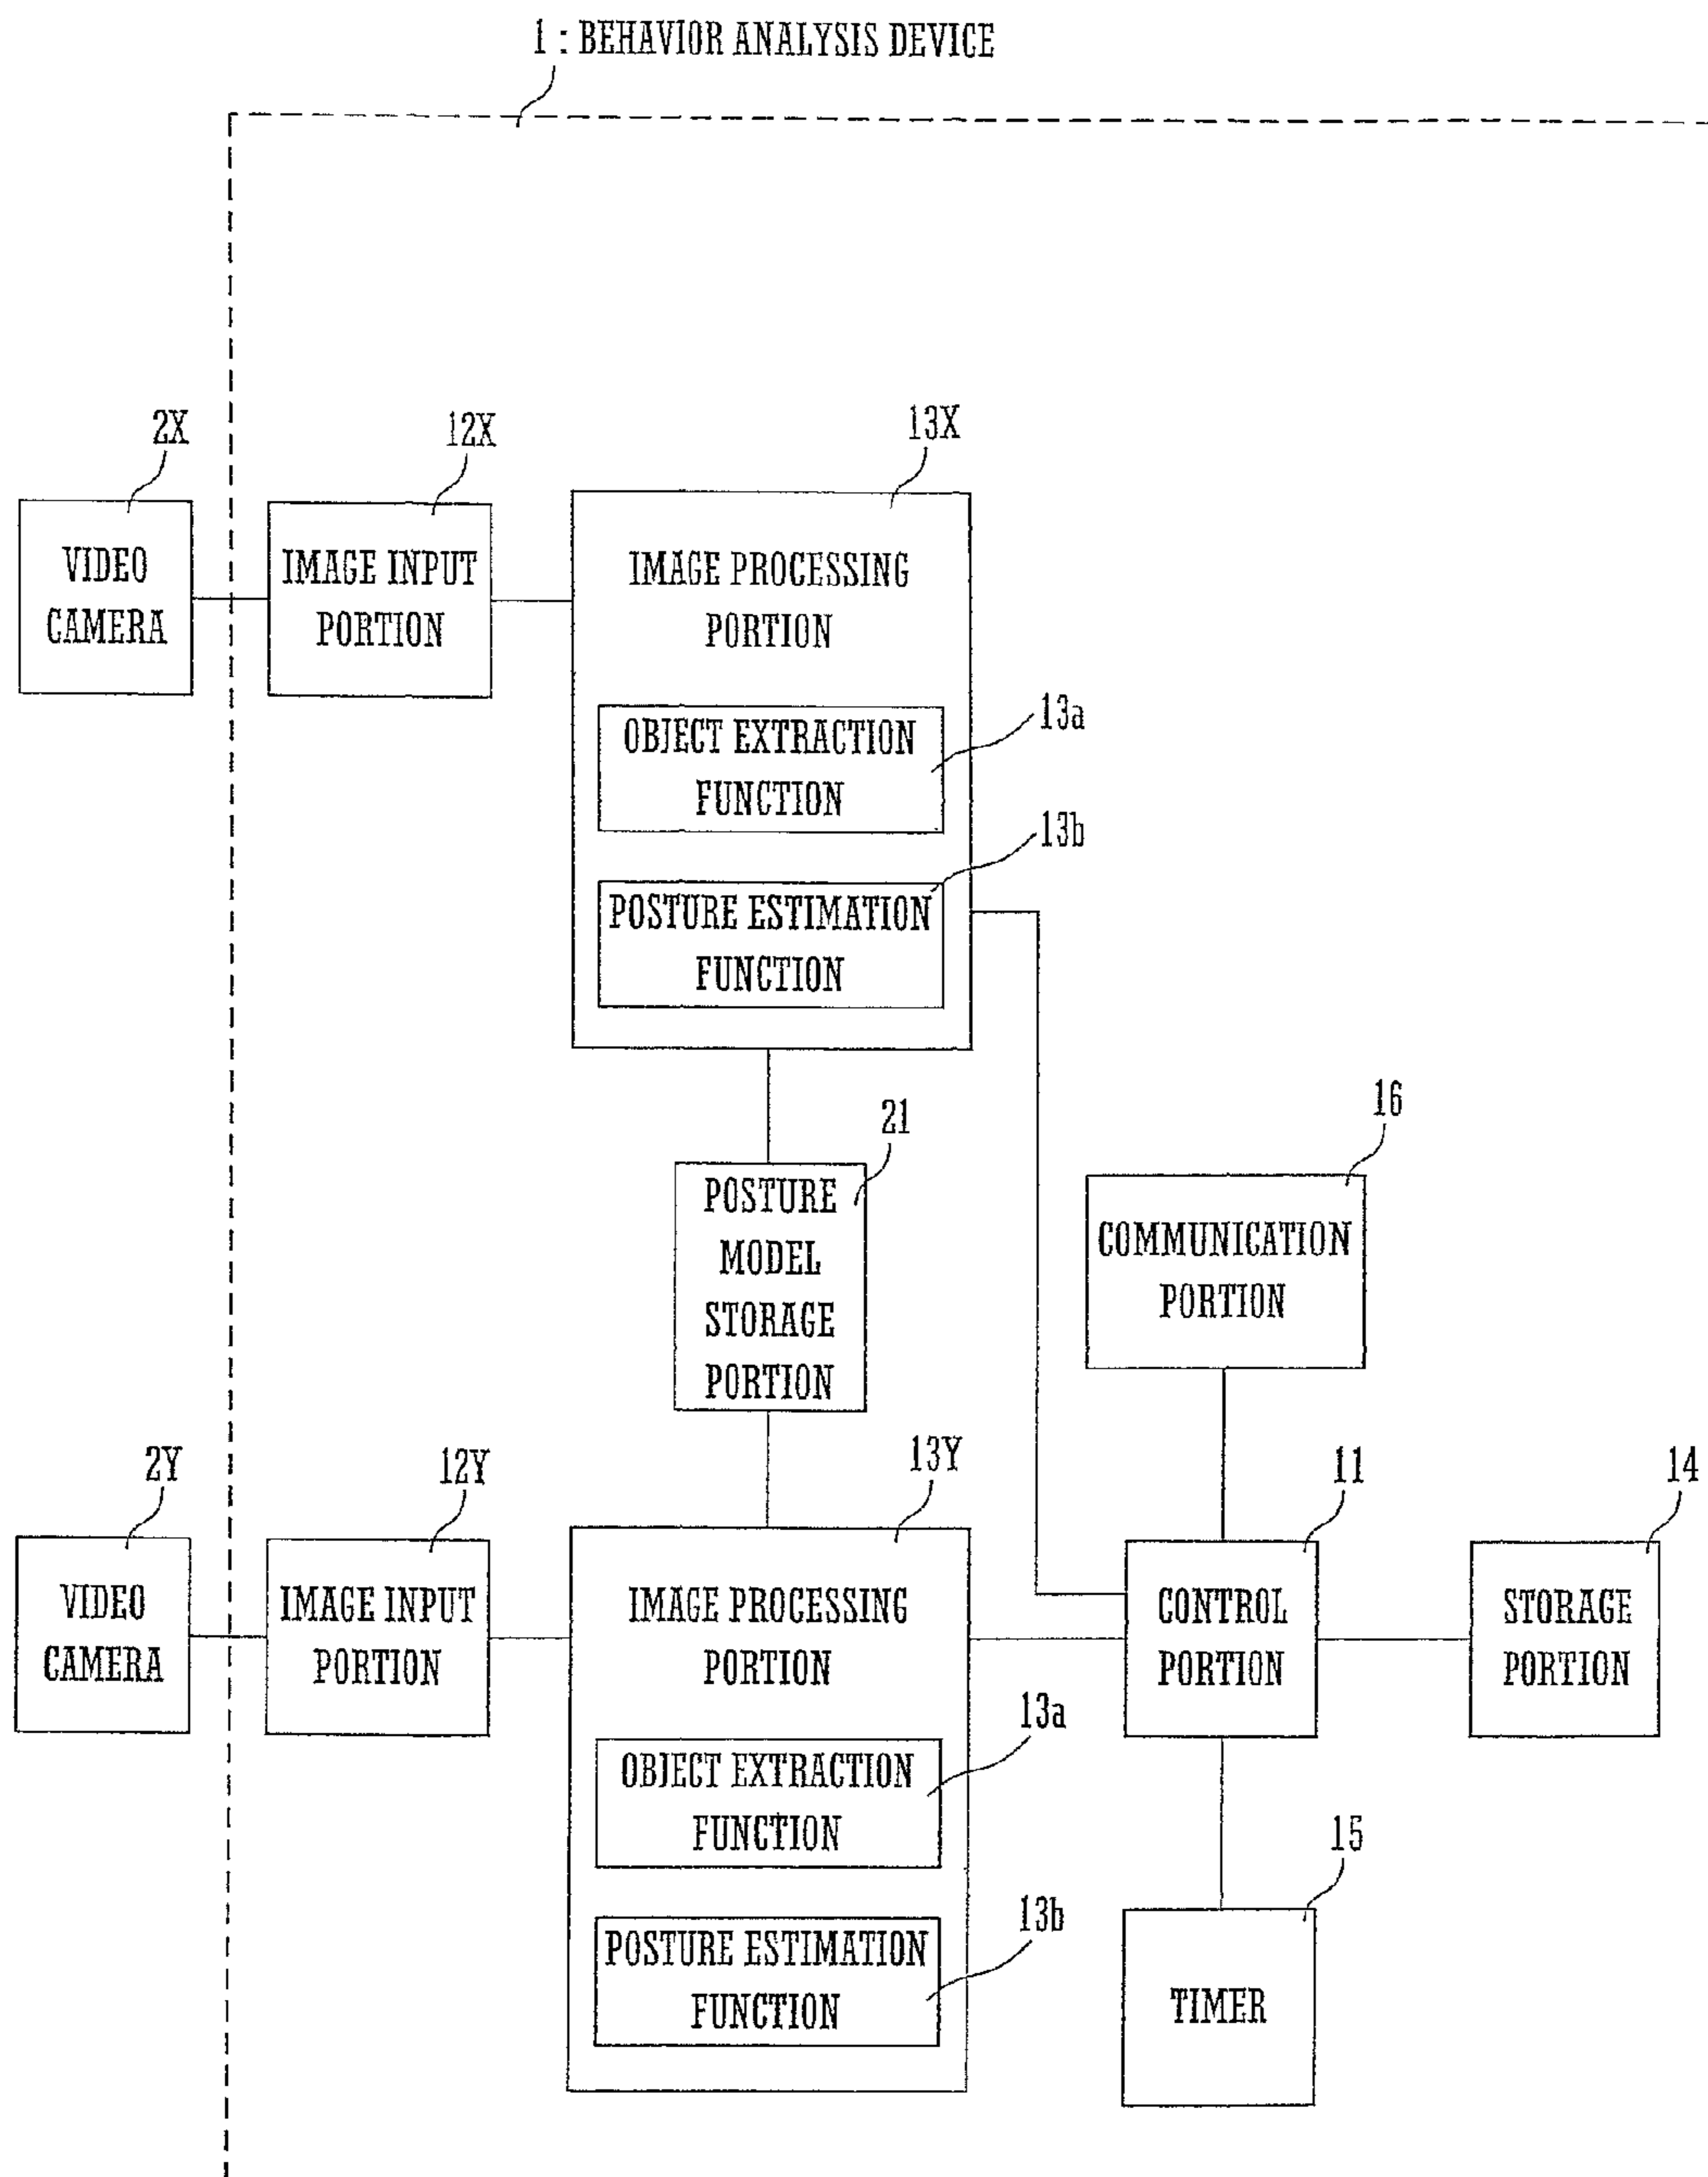 1 : BEHAVIOR ANALYSIS DEVICE
2X
12X
13X
VIDEO
CAMERA
IMAGE INPUT
PORTION
IMAGE PROCESSING
PORTION
13a
OBJECT EXTRACTION
FUNCTION
13b
POSTURE ESTIMATION
FUNCTION
21
POSTURE
MODEL
STORAGE
PORTION
16
COMMUNICATION
PORTION
2Y
12Y
13Y
11
14
VIDEO
CAMERA
IMAGE INPUT
PORTION
IMAGE PROCESSING
PORTION
CONTROL
PORTION
STORAGE
PORTION
13a
OBJECT EXTRACTION
FUNCTION
13b
POSTURE ESTIMATION
FUNCTION
15
TIMER